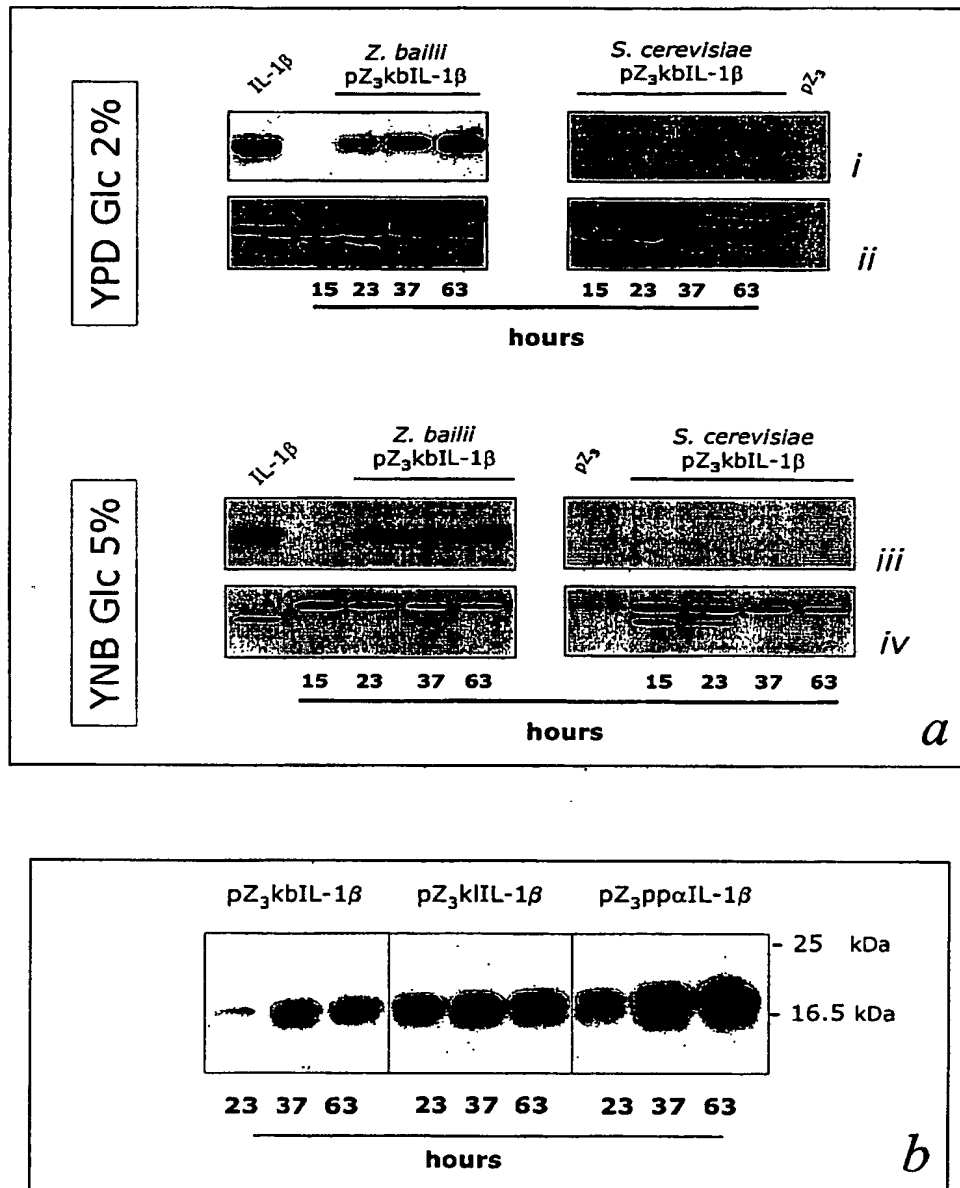 Z. bailii S. cerevisiae
IL-1β pZ₃kbIL-1β pZ₃kbIL-1β pZ₃
YPD Glc 2%
i
ii
15 23 37 63 15 23 37 63
hours
Z. bailii S. cerevisiae
IL-1β pZ₃kbIL-1β pZ₃ pZ₃kbIL-1β
YNB Glc 5%
iii
iv
15 23 37 63 15 23 37 63
hours
a
pZ₃kbIL-1β pZ₃klIL-1β pZ₃ppαIL-1β
- 25 kDa
- 16.5 kDa
23 37 63 23 37 63 23 37 63
hours
b